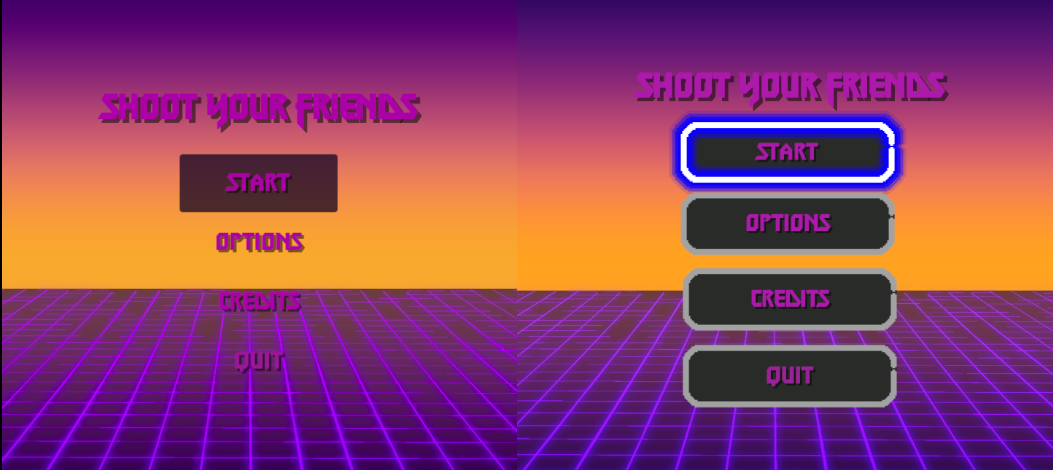 SHOOT YOUR FRIENDS
START
OPTIONS
CREDITS
QUIT
SHOOT YOUR FRIENDS
START
OPTIONS
CREDITS
QUIT